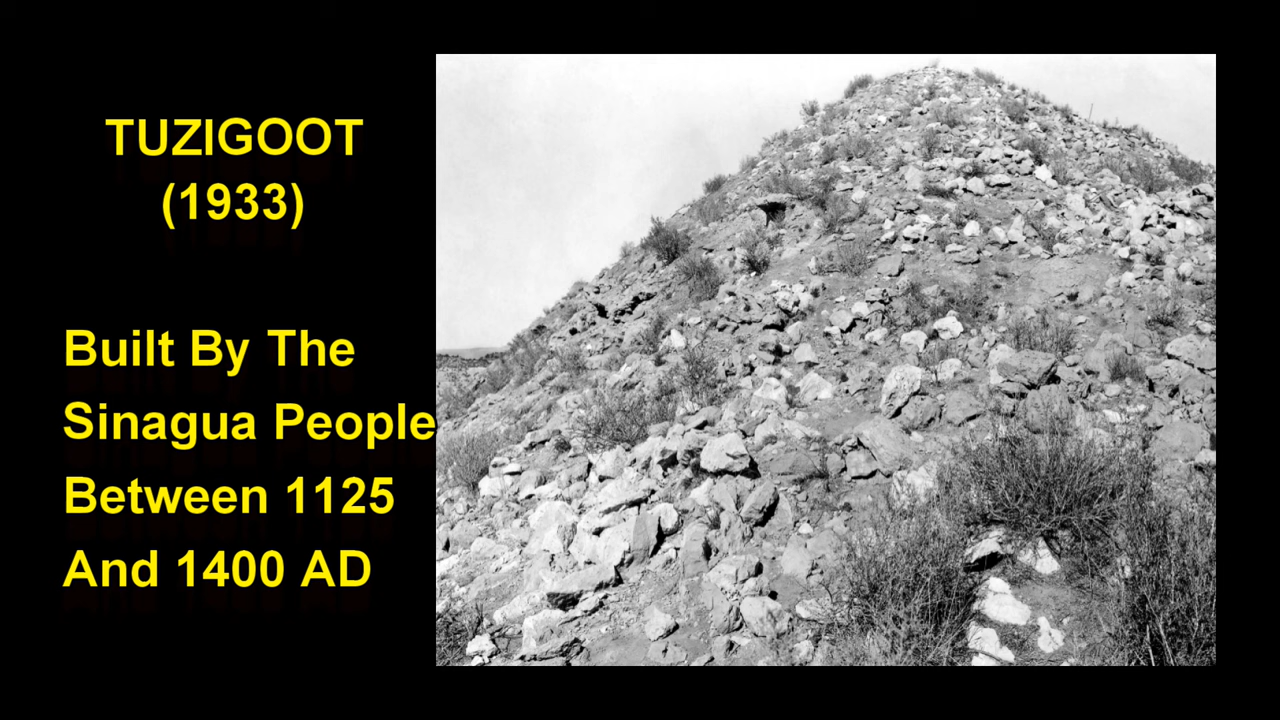 TUZIGOOT
(1933)
Built By The
Sinagua People
Between 1125
And 1400 AD